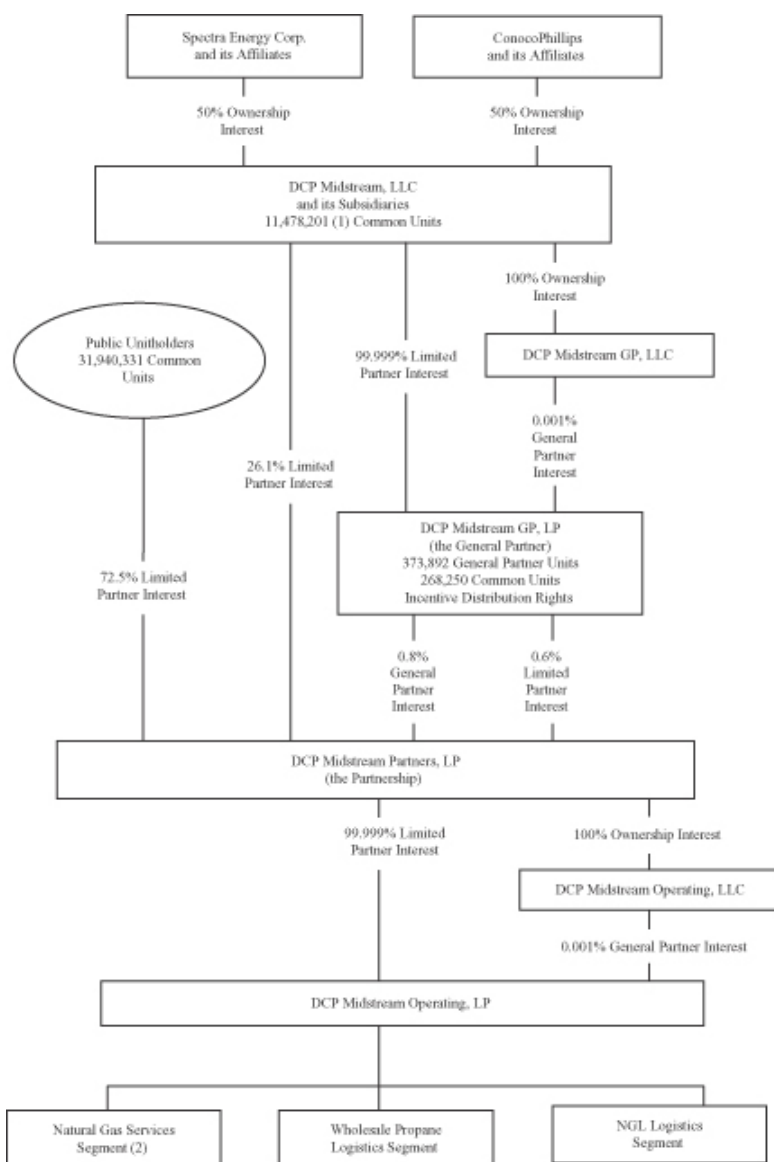 Spectra Energy Corp.
and its Affiliates
ConocoPhillips
and its Affiliates
50% Ownership
Interest
50% Ownership
Interest
DCP Midstream, LLC
and its Subsidiaries
11,478,201 (1) Common Units
100% Ownership
Interest
Public Unitholders
31,940,331 Common
Units
99.999% Limited
Partner Interest
DCP Midstream GP, LLC
0.001%
General
Partner
Interest
26.1% Limited
Partner Interest
DCP Midstream GP, LP
(the General Partner)
373,892 General Partner Units
268,250 Common Units
Incentive Distribution Rights
72.5% Limited
Partner Interest
0.8%
General
Partner
Interest
0.6%
Limited
Partner
Interest
DCP Midstream Partners, LP
(the Partnership)
99.999% Limited
Partner Interest
100% Ownership Interest
DCP Midstream Operating, LLC
0.001% General Partner Interest
DCP Midstream Operating, LP
Natural Gas Services
Segment (2)
Wholesale Propane
Logistics Segment
NGL Logistics
Segment